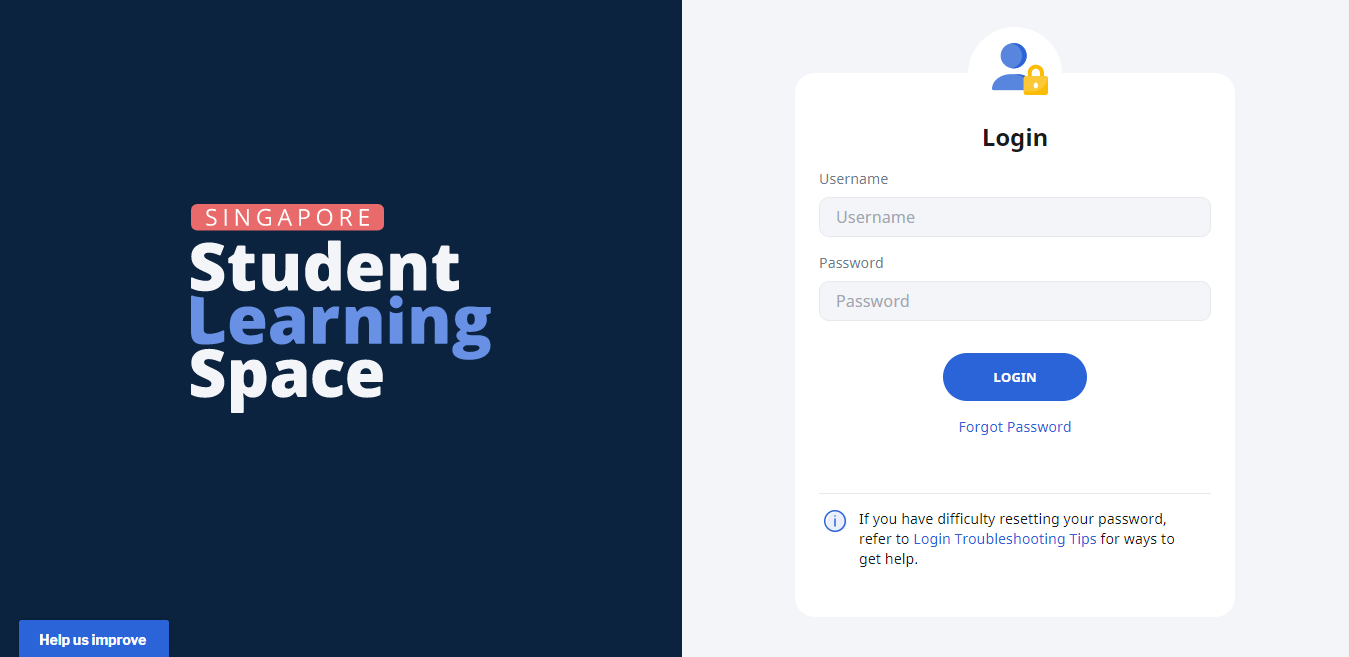 SINGAPORE
Student
Learning
Space
Help us improve
Login
Username
Username
Password
Password
LOGIN
Forgot Password
If you have difficulty resetting your password,
refer to Login Troubleshooting Tips for ways to
get help.